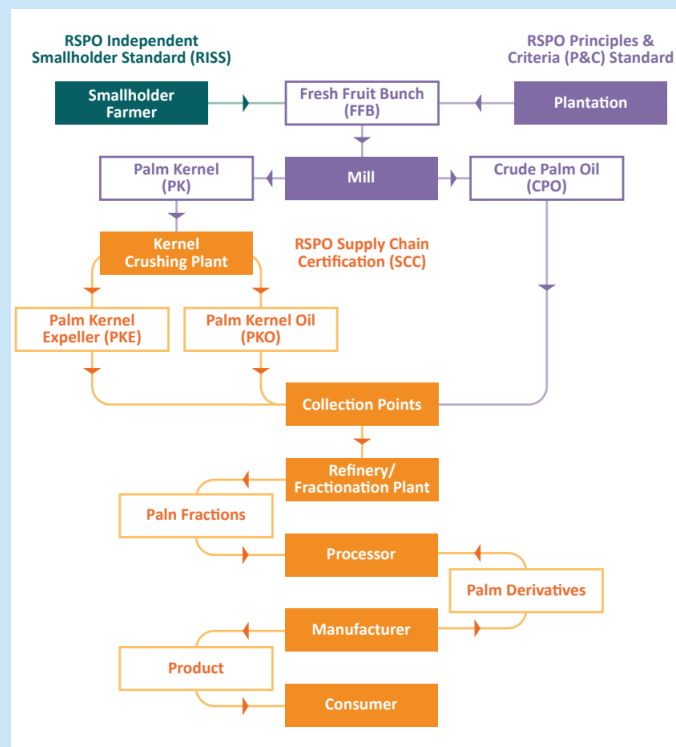 RSPO Independent
Smallholder Standard (RISS)
RSPO Principles &
Criteria (P&C) Standard
Smallholder
Farmer
Fresh Fruit Bunch
(FFB)
Plantation
Palm Kernel
(PK)
Mill
Crude Palm Oil
(CPO)
Kernel
Crushing Plant
RSPO Supply Chain
Certification (SCC)
Palm Kernel
Expeller (PKE)
Palm Kernel Oil
(PKO)
Collection Points
Refinery/
Fractionation Plant
Paln Fractions
Processor
Palm Derivatives
Manufacturer
Product
Consumer